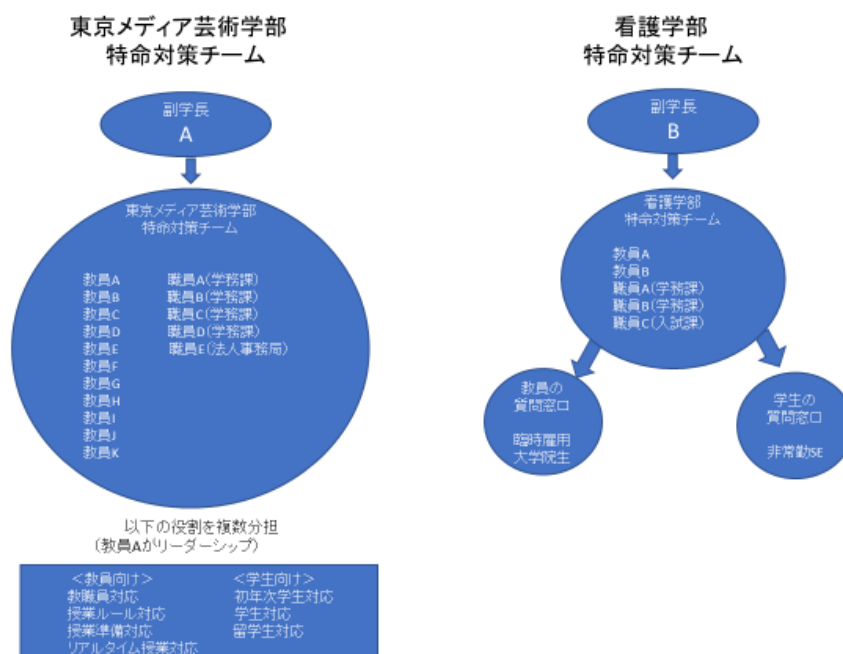 東京メディア芸術学部
特命対策チーム
副学長
A
東京メディア芸術学部
特命対策チーム
教員A 職員A(学務課)
教員B 職員B(学務課)
教員C 職員C(学務課)
教員D 職員D(学務課)
教員E 職員E(法人事務局)
教員F
教員G
教員H
教員I
教員J
教員K
以下の役割を複数分担
(教員Aがリーダーシップ)
＜教員向け＞ ＜学生向け＞
教職員対応 初年次学生対応
授業ルール対応 学生対応
授業準備対応 留学生対応
リアルタイム授業対応
看護学部
特命対策チーム
副学長
B
看護学部
特命対策チーム
教員A
教員B
職員A(学務課)
職員B(学務課)
職員C(入試課)
教員の
質問窓口
臨時雇用
大学院生
学生の
質問窓口
非常勤SE